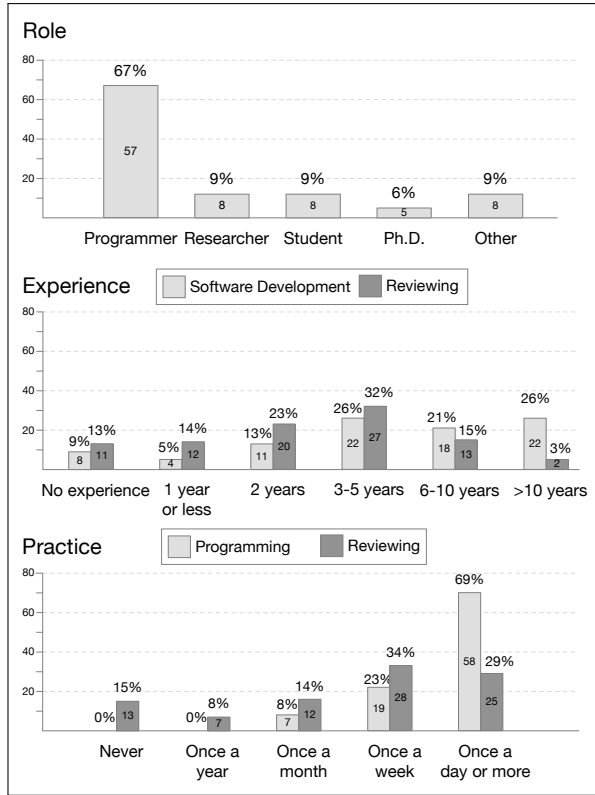 Role
80
60
40
20
67%
9%
9%
6%
9%
57
8
8
5
8
Programmer
Researcher
Student
Ph.D.
Other
Experience
Software Development
Reviewing
80
60
40
20
9%
13%
5%
14%
13%
23%
26%
32%
21%
15%
26%
3%
8
11
4
12
11
20
22
27
18
13
22
2
No experience
1 year
or less
2 years
3-5 years
6-10 years
>10 years
Practice
Programming
Reviewing
80
60
40
20
0%
15%
0%
8%
8%
14%
23%
34%
69%
29%
13
7
7
12
19
28
58
25
Never
Once a
year
Once a
month
Once a
week
Once a
day or more